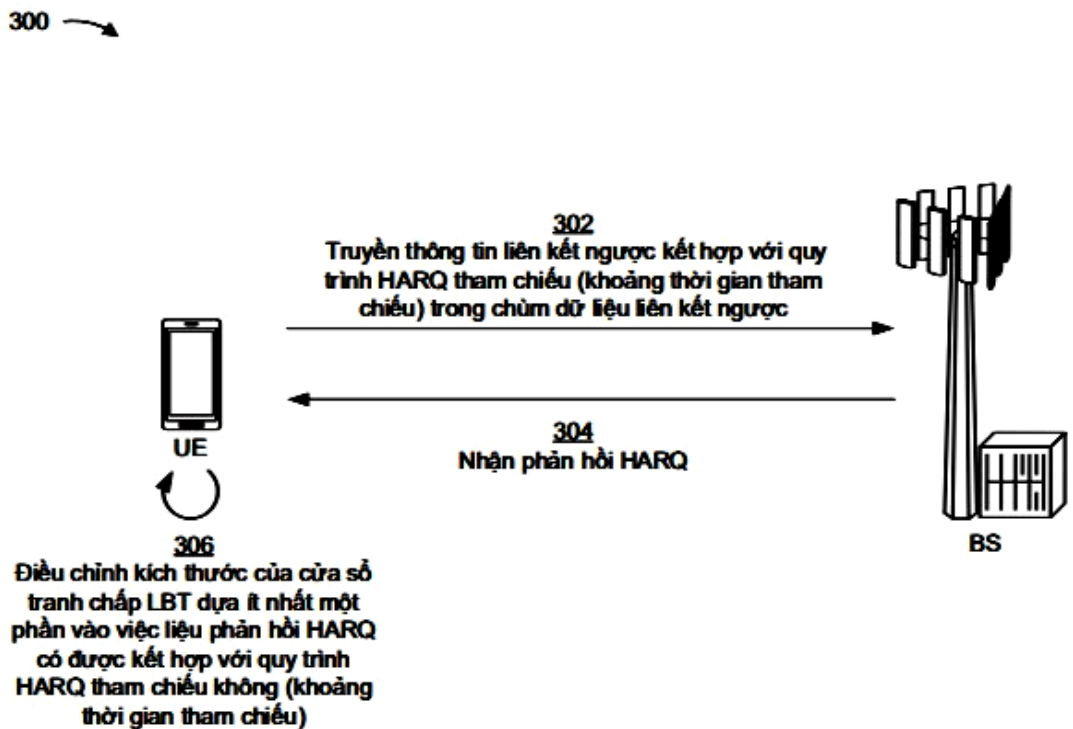 300
302
Truyền thông tin liên kết ngược kết hợp với quy
trình HARQ tham chiếu (khoảng thời gian tham
chiếu) trong chùm dữ liệu liên kết ngược
304
Nhận phản hồi HARQ
UE
BS
306
Điều chỉnh kích thước của cửa sổ
tranh chấp LBT dựa ít nhất một
phần vào việc liệu phản hồi HARQ
có được kết hợp với quy trình
HARQ tham chiếu không (khoảng
thời gian tham chiếu)